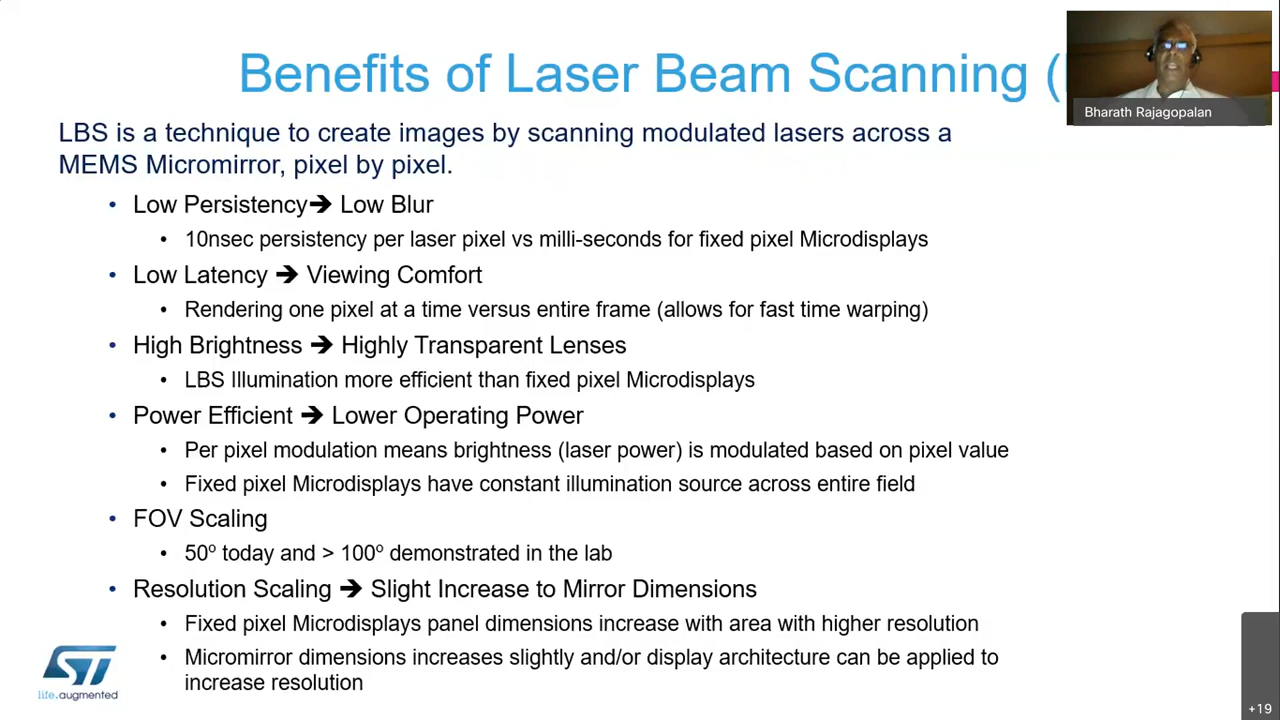 Benefits of Laser Beam Scanning (
Bharath Rajagopalan
LBS is a technique to create images by scanning modulated lasers across a
MEMS Micromirror, pixel by pixel.
• Low Persistency➔ Low Blur
• 10nsec persistency per laser pixel vs milli-seconds for fixed pixel Microdisplays
• Low Latency ➔ Viewing Comfort
• Rendering one pixel at a time versus entire frame (allows for fast time warping)
• High Brightness ➔ Highly Transparent Lenses
• LBS Illumination more efficient than fixed pixel Microdisplays
• Power Efficient ➔ Lower Operating Power
• Per pixel modulation means brightness (laser power) is modulated based on pixel value
• Fixed pixel Microdisplays have constant illumination source across entire field
• FOV Scaling
• 50º today and > 100º demonstrated in the lab
• Resolution Scaling ➔ Slight Increase to Mirror Dimensions
• Fixed pixel Microdisplays panel dimensions increase with area with higher resolution
• Micromirror dimensions increases slightly and/or display architecture can be applied to
increase resolution
ST
life.augmented
+19